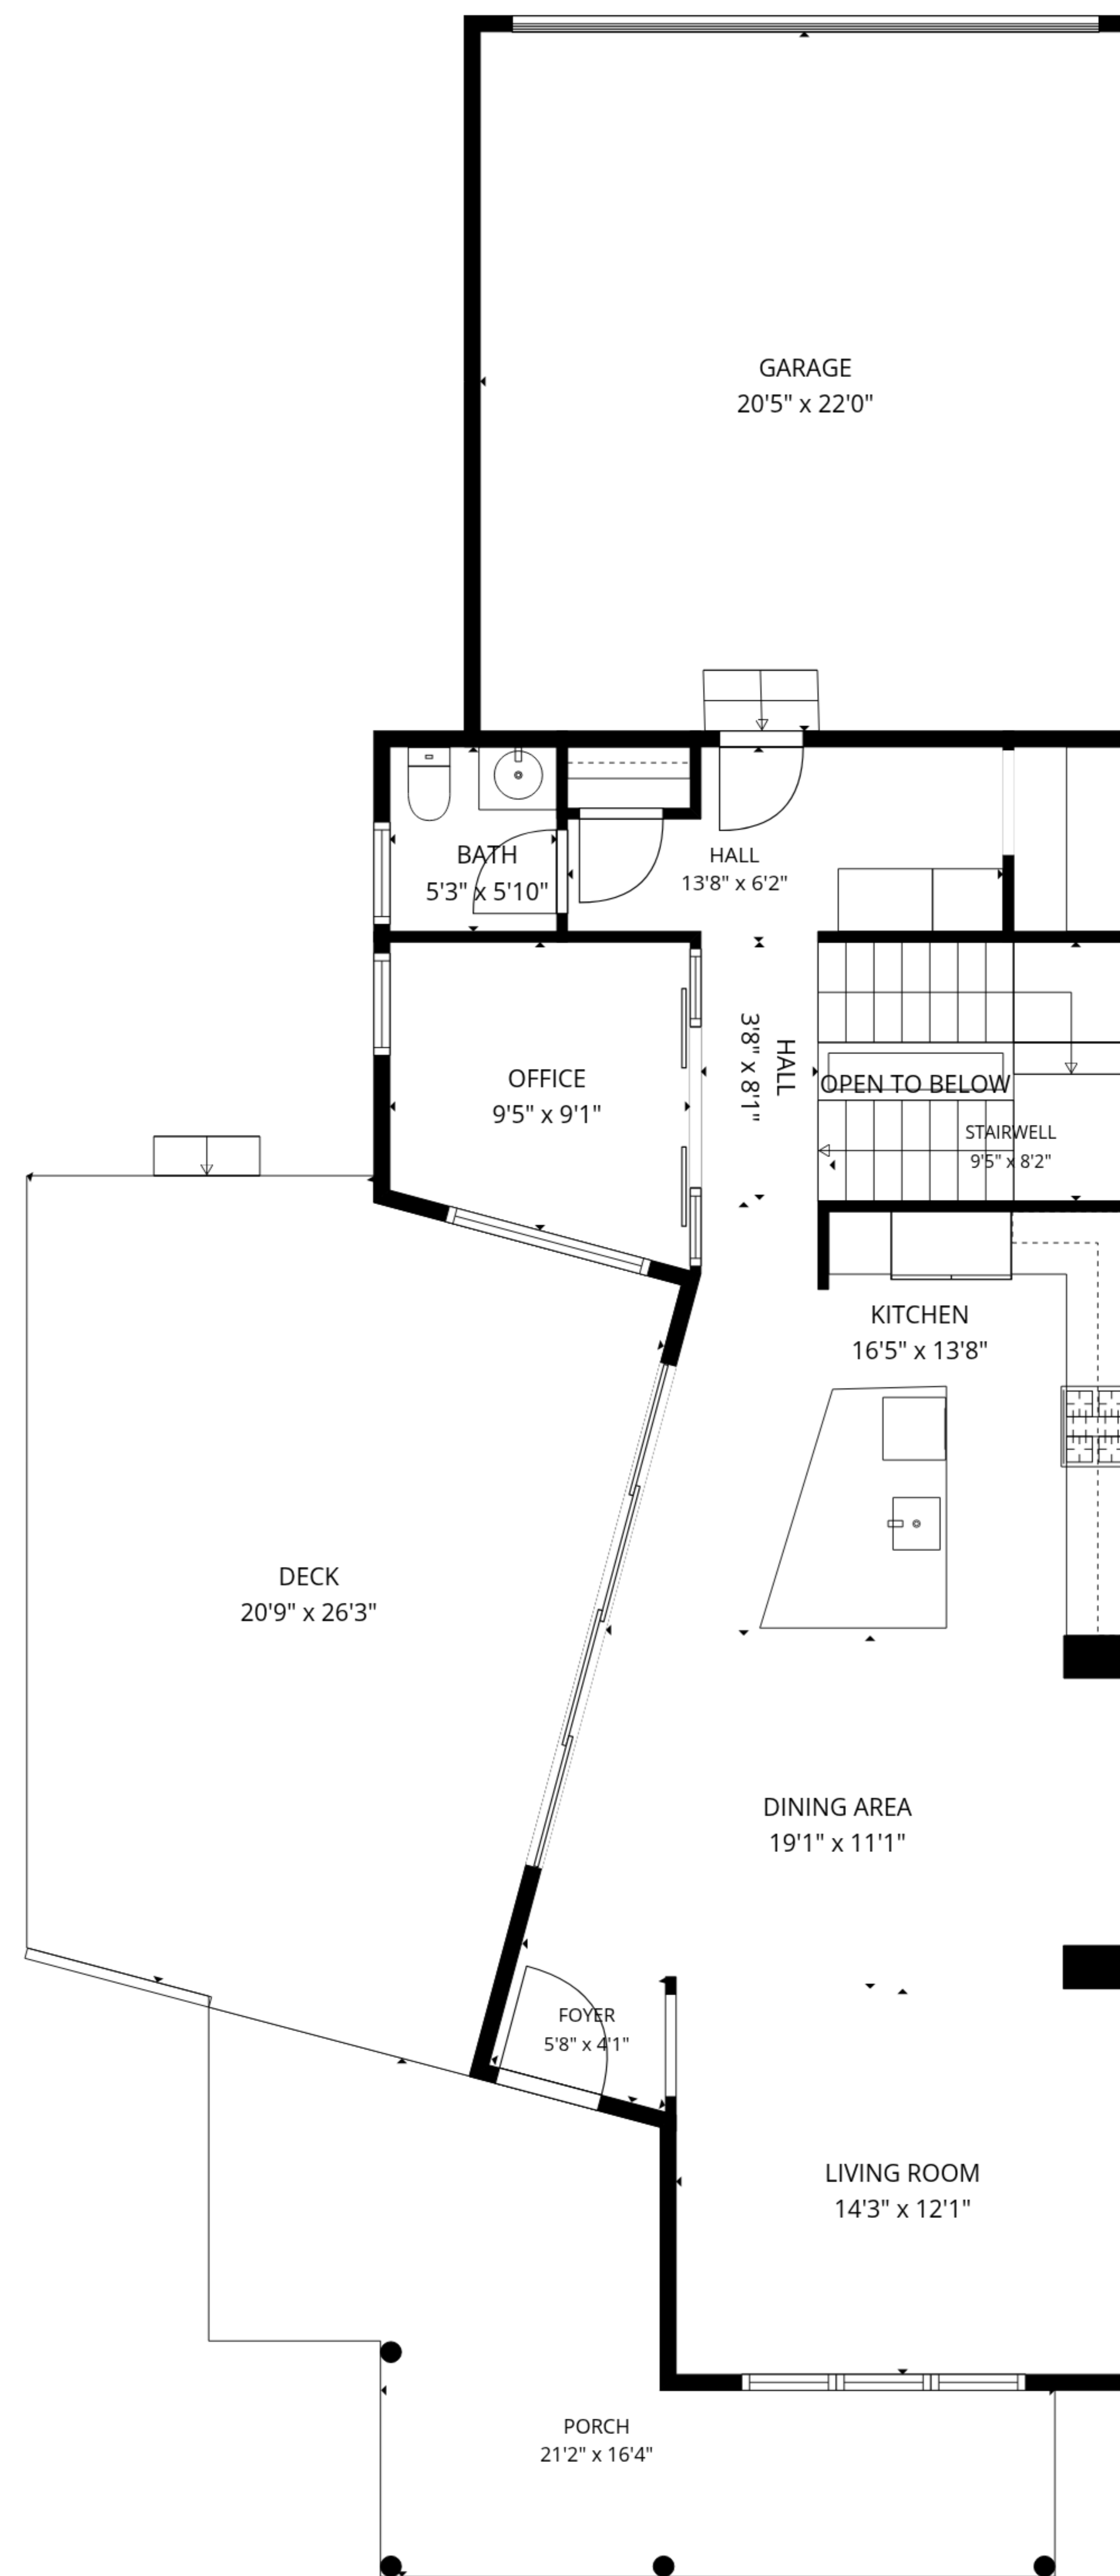 GARAGE
20'5" x 22'0"
BATH
5'3" x 5'10"
HALL
13'8" x 6'2"
OFFICE
9'5" x 9'1"
HALL
3'8" x 8'1"
OPEN TO BELOW
STAIRWELL
9'5" x 8'2"
KITCHEN
16'5" x 13'8"
DECK
20'9" x 26'3"
DINING AREA
19'1" x 11'1"
FOYER
5'8" x 4'1"
LIVING ROOM
14'3" x 12'1"
PORCH
21'2" x 16'4"